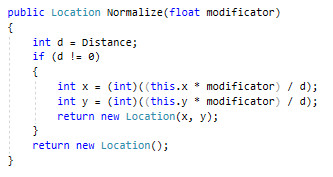 public Location Normalize(float modificator)
{
int d = Distance;
if (d != 0)
{
int x = (int)((this.x * modificator) / d);
int y = (int)((this.y * modificator) / d);
return new Location(x, y);
}
return new Location();
}